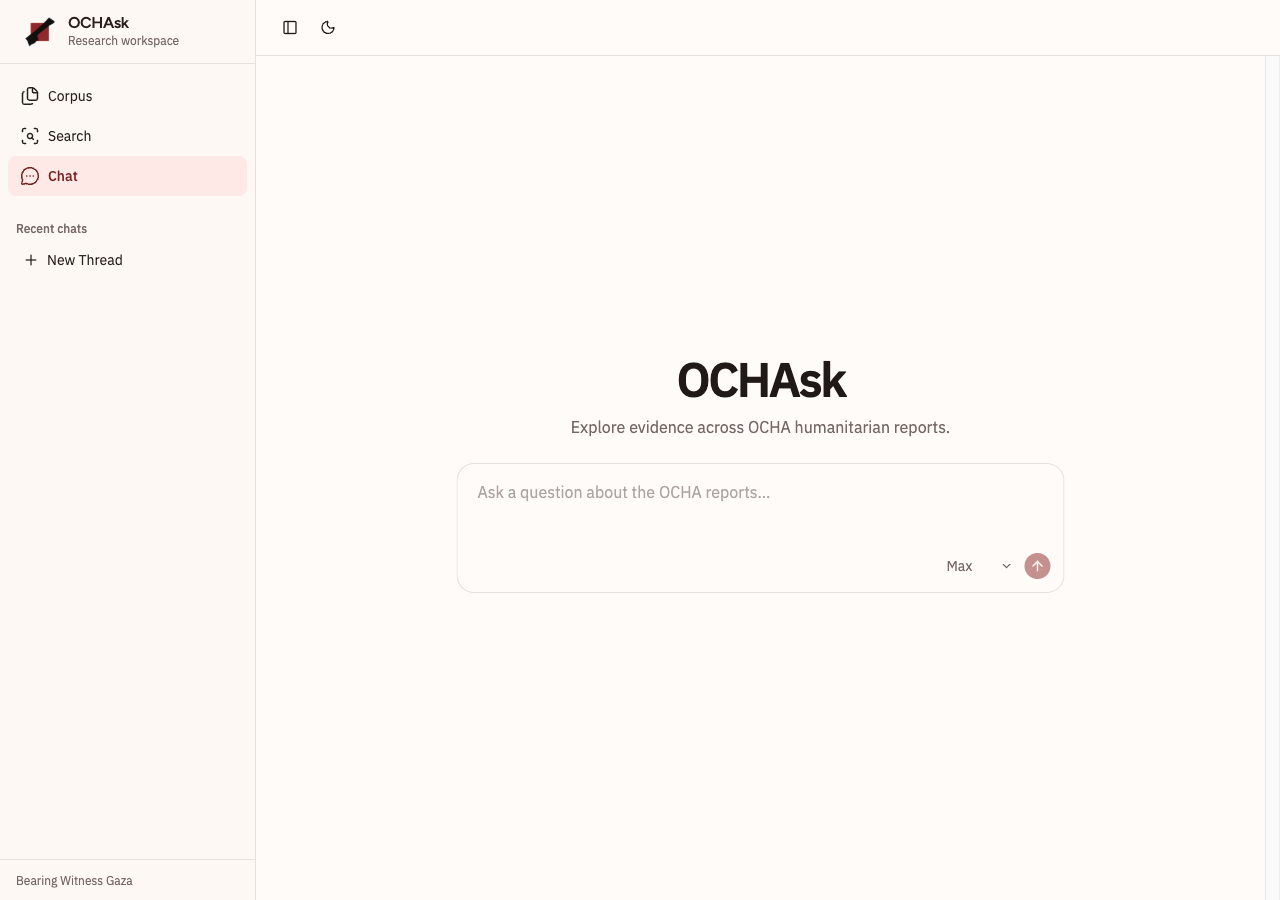 OCHAsk
Research workspace
Corpus
Search
Chat
Recent chats
New Thread
Bearing Witness Gaza
OCHAsk
Explore evidence across OCHA humanitarian reports.
Ask a question about the OCHA reports...
Max